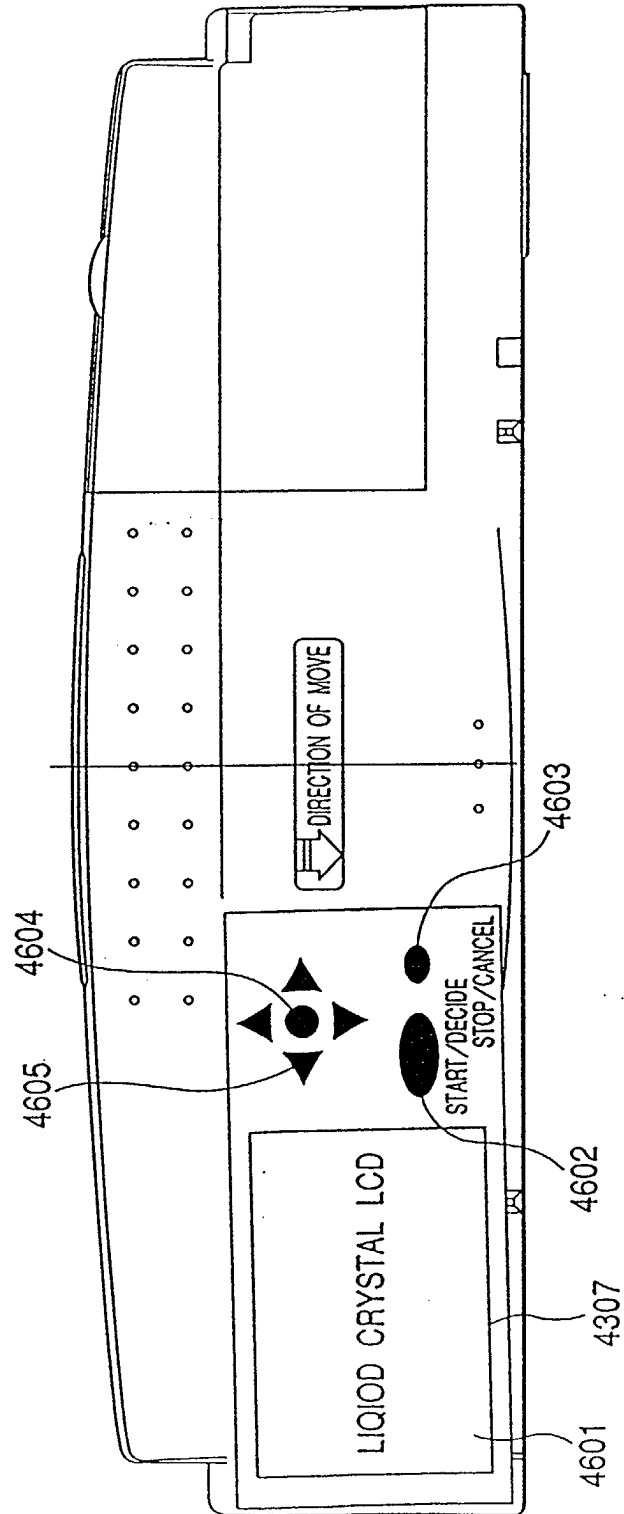 4604
4605
DIRECTION OF MOVE
4603
START/DECIDE
STOP/CANCEL
4602
LIQIOD CRYSTAL LCD
4307
4601